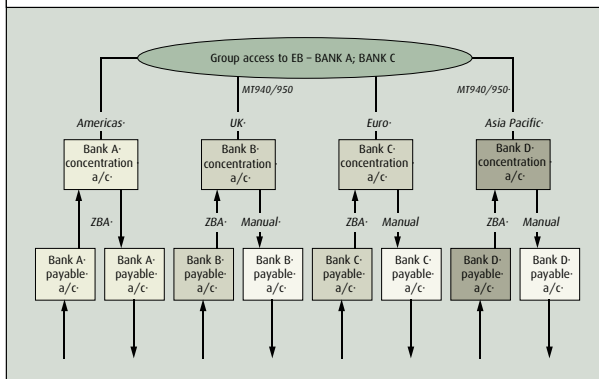 Group access to EB – BANK A; BANK C
MT940/950
MT940/950·
Americas·
UK·
Euro·
Asia Pacific·
Bank A·
concentration·
a/c·
Bank B·
concentration·
a/c·
Bank C·
concentration·
a/c·
Bank D·
concentration·
a/c·
ZBA·
ZBA·
Manual·
ZBA·
Manual
ZBA·
Manual
Bank A·
payable·
a/c·
Bank A·
payable·
a/c·
Bank B·
payable·
a/c·
Bank B·
payable·
a/c·
Bank C·
payable·
a/c·
Bank C·
payable·
a/c·
Bank D·
payable·
a/c·
Bank D·
payable·
a/c·